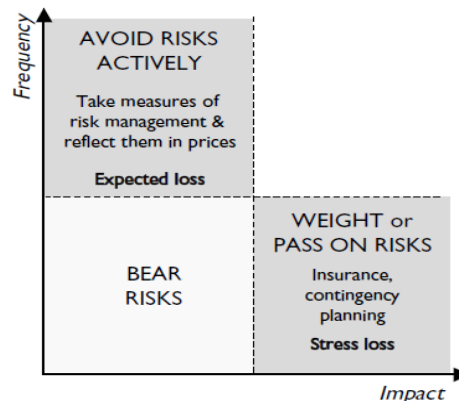 Frequency
AVOID RISKS
ACTIVELY
Take measures of
risk management &
reflect them in prices
Expected loss
BEAR
RISKS
WEIGHT or
PASS ON RISKS
Insurance,
contingency
planning
Stress loss
Impact